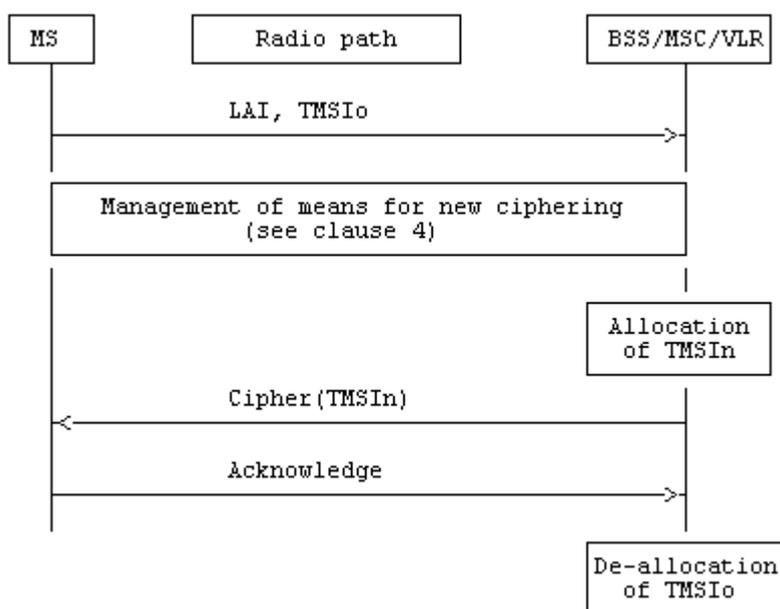 MS
Radio path
BSS/MSC/VLR
LAI, TMSIo
Management of means for new ciphering
(see clause 4)
Allocation
of TMSIn
Cipher(TMSIn)
Acknowledge
De-allocation
of TMSIo